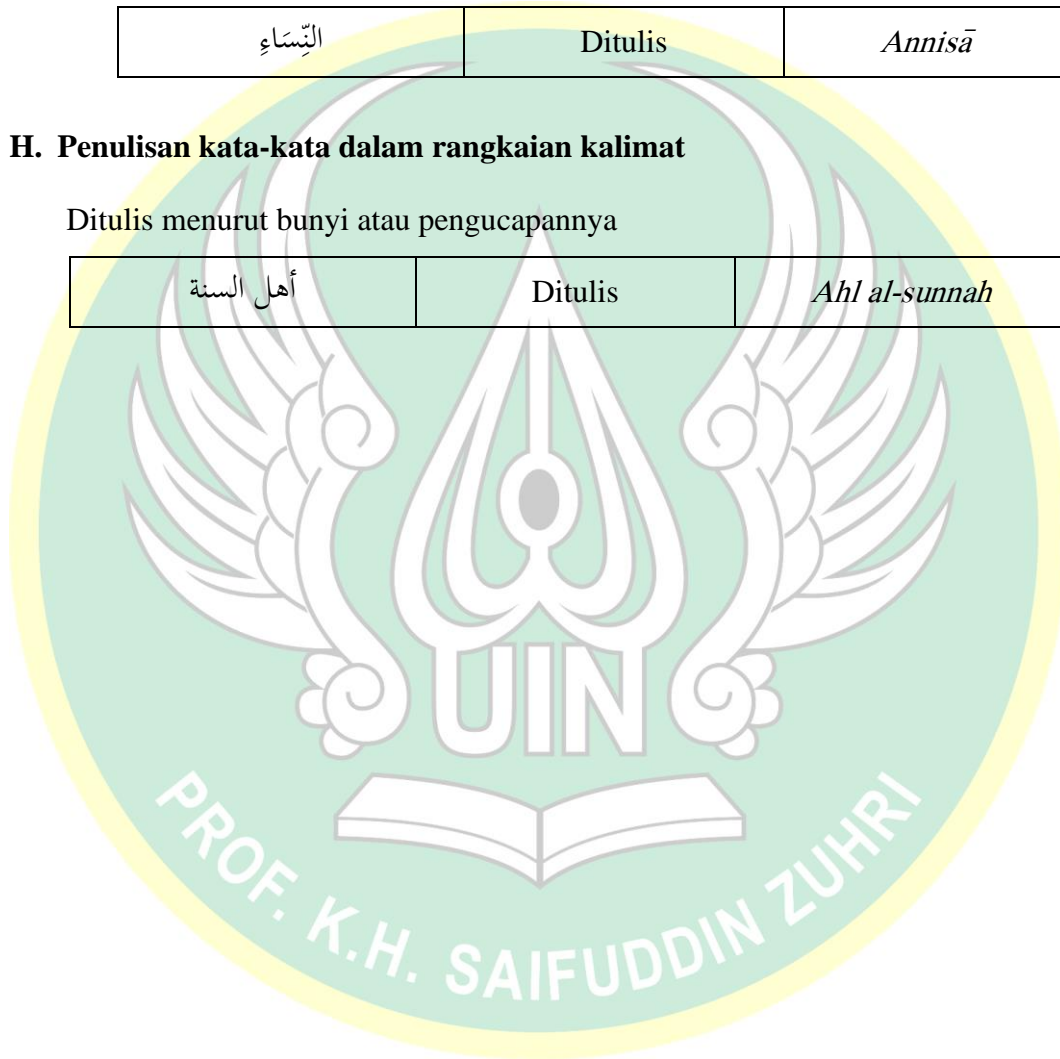 النِّسَاءِ Ditulis Annisā
H. Penulisan kata-kata dalam rangkaian kalimat
Ditulis menurut bunyi atau pengucapannya
أهل السنة Ditulis Ahl al-sunnah
UIN
PROF. K.H. SAIFUDDIN ZUHRI